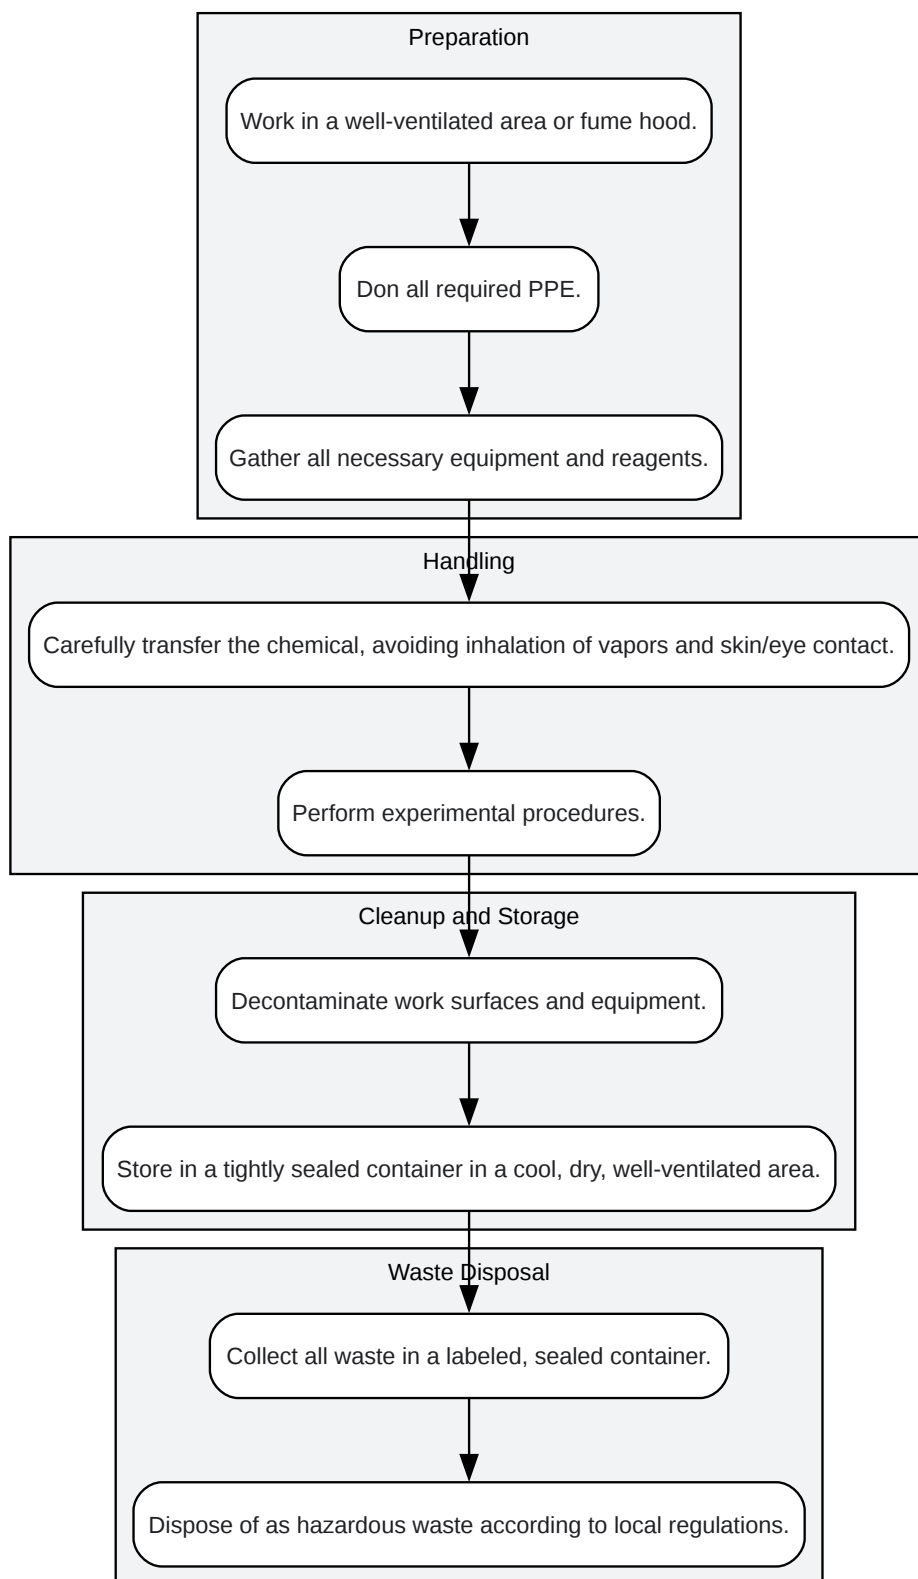 Preparation
Work in a well-ventilated area or fume hood.
Don all required PPE.
Gather all necessary equipment and reagents.
Handling
Carefully transfer the chemical, avoiding inhalation of vapors and skin/eye contact.
Perform experimental procedures.
Cleanup and Storage
Decontaminate work surfaces and equipment.
Store in a tightly sealed container in a cool, dry, well-ventilated area.
Waste Disposal
Collect all waste in a labeled, sealed container.
Dispose of as hazardous waste according to local regulations.